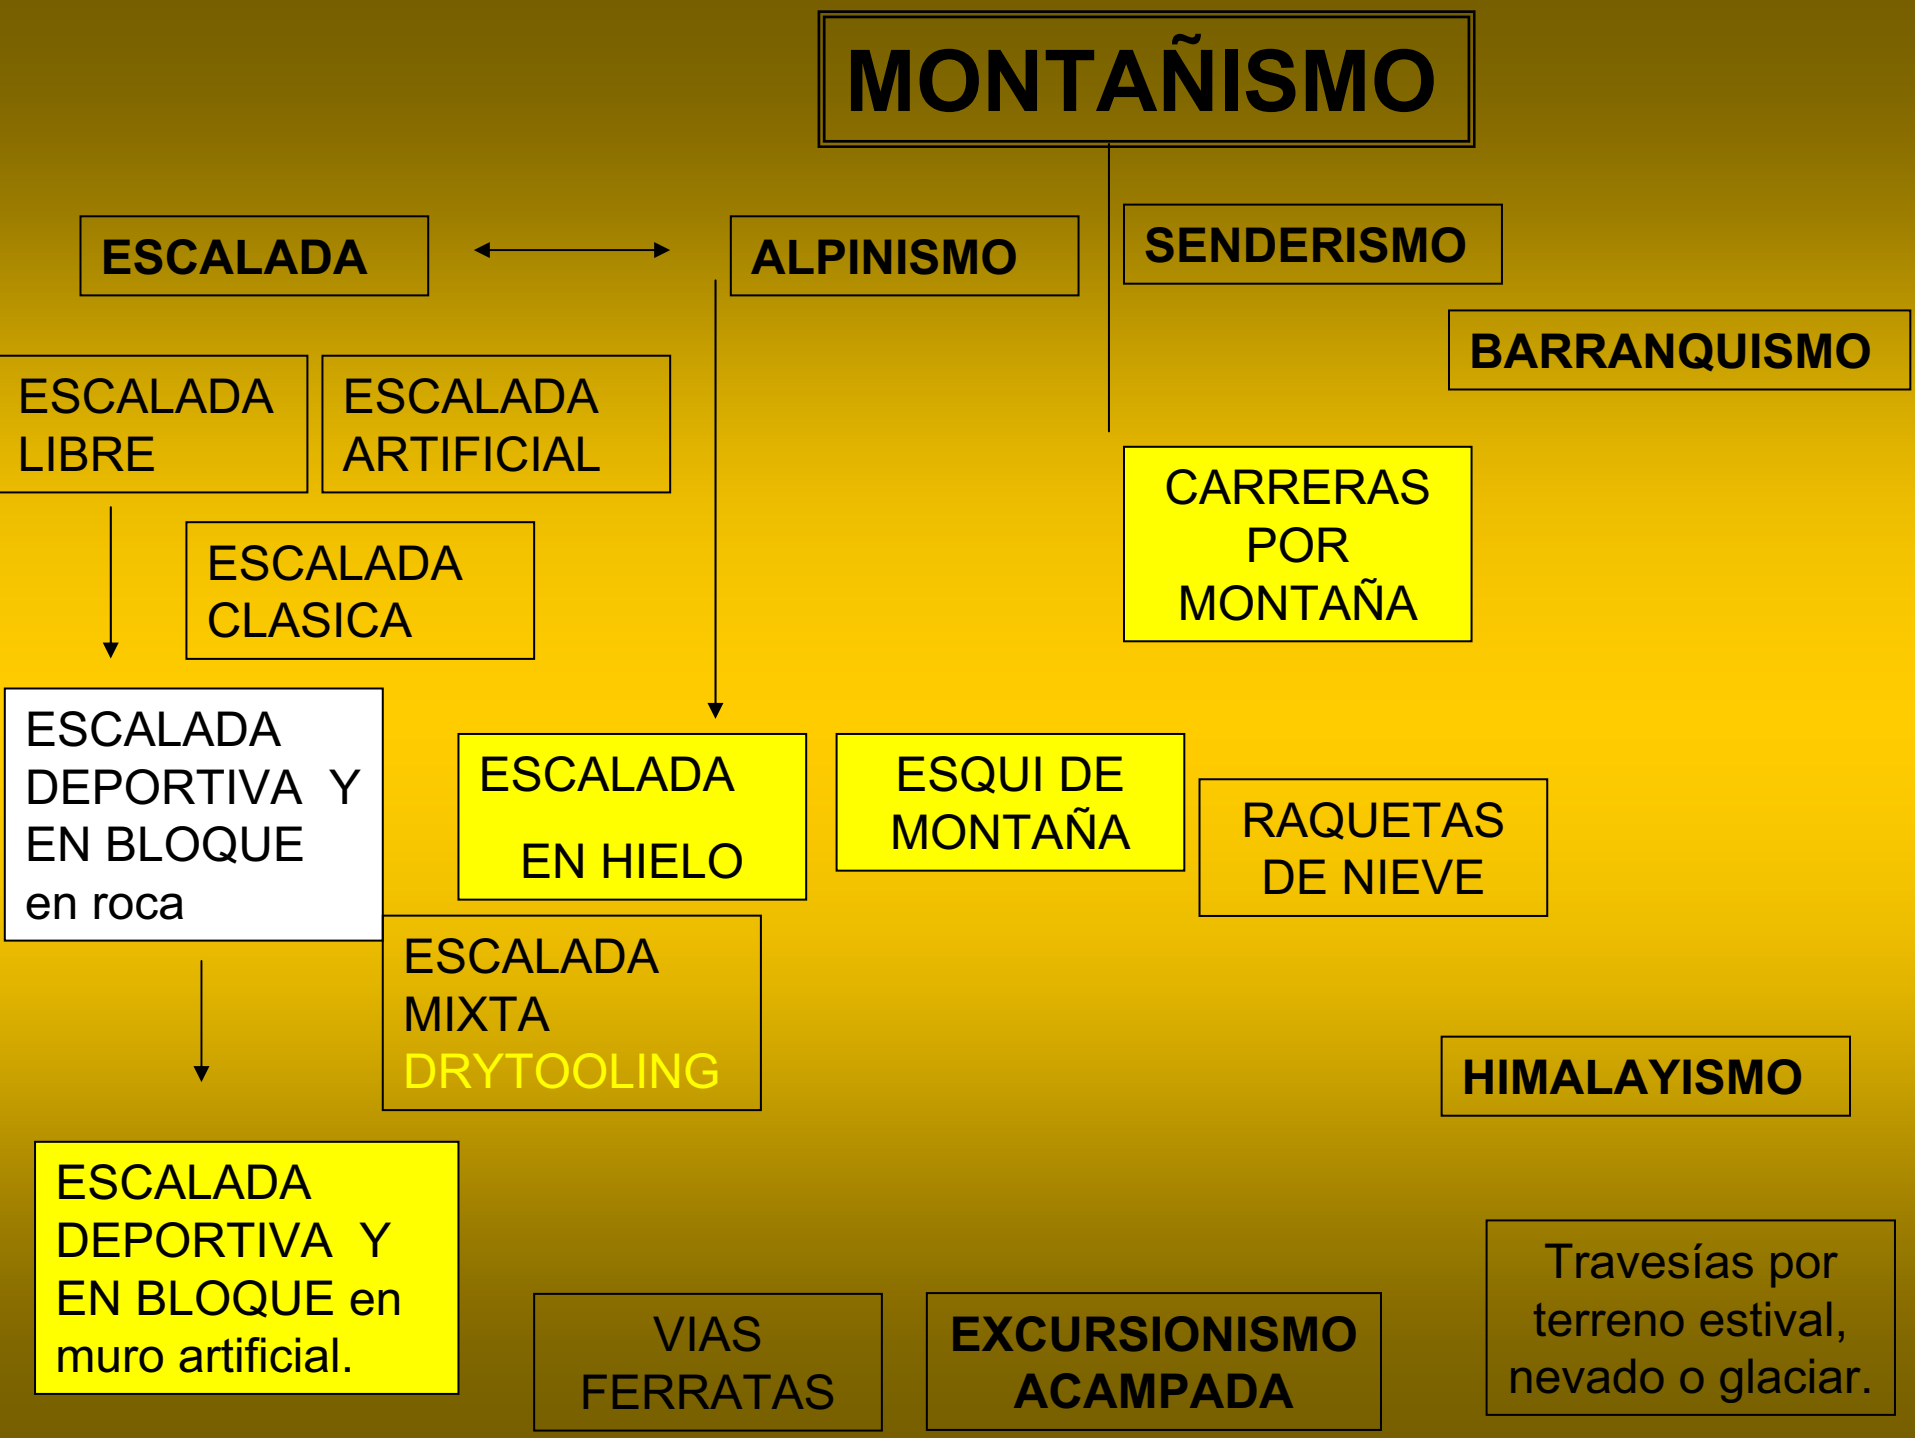 MONTAÑISMO
ESCALADA
ALPINISMO
SENDERISMO
BARRANQUISMO
ESCALADA
LIBRE
ESCALADA
ARTIFICIAL
CARRERAS
POR
MONTAÑA
ESCALADA
CLASICA
ESCALADA
DEPORTIVA Y
EN BLOQUE
en roca
ESCALADA
EN HIELO
ESQUI DE
MONTAÑA
RAQUETAS
DE NIEVE
ESCALADA
MIXTA
DRYTOOLING
HIMALAYISMO
ESCALADA
DEPORTIVA Y
EN BLOQUE en
muro artificial.
VIAS
FERRATAS
EXCURSIONISMO
ACAMPADA
Travesías por
terreno estival,
nevado o glaciar.